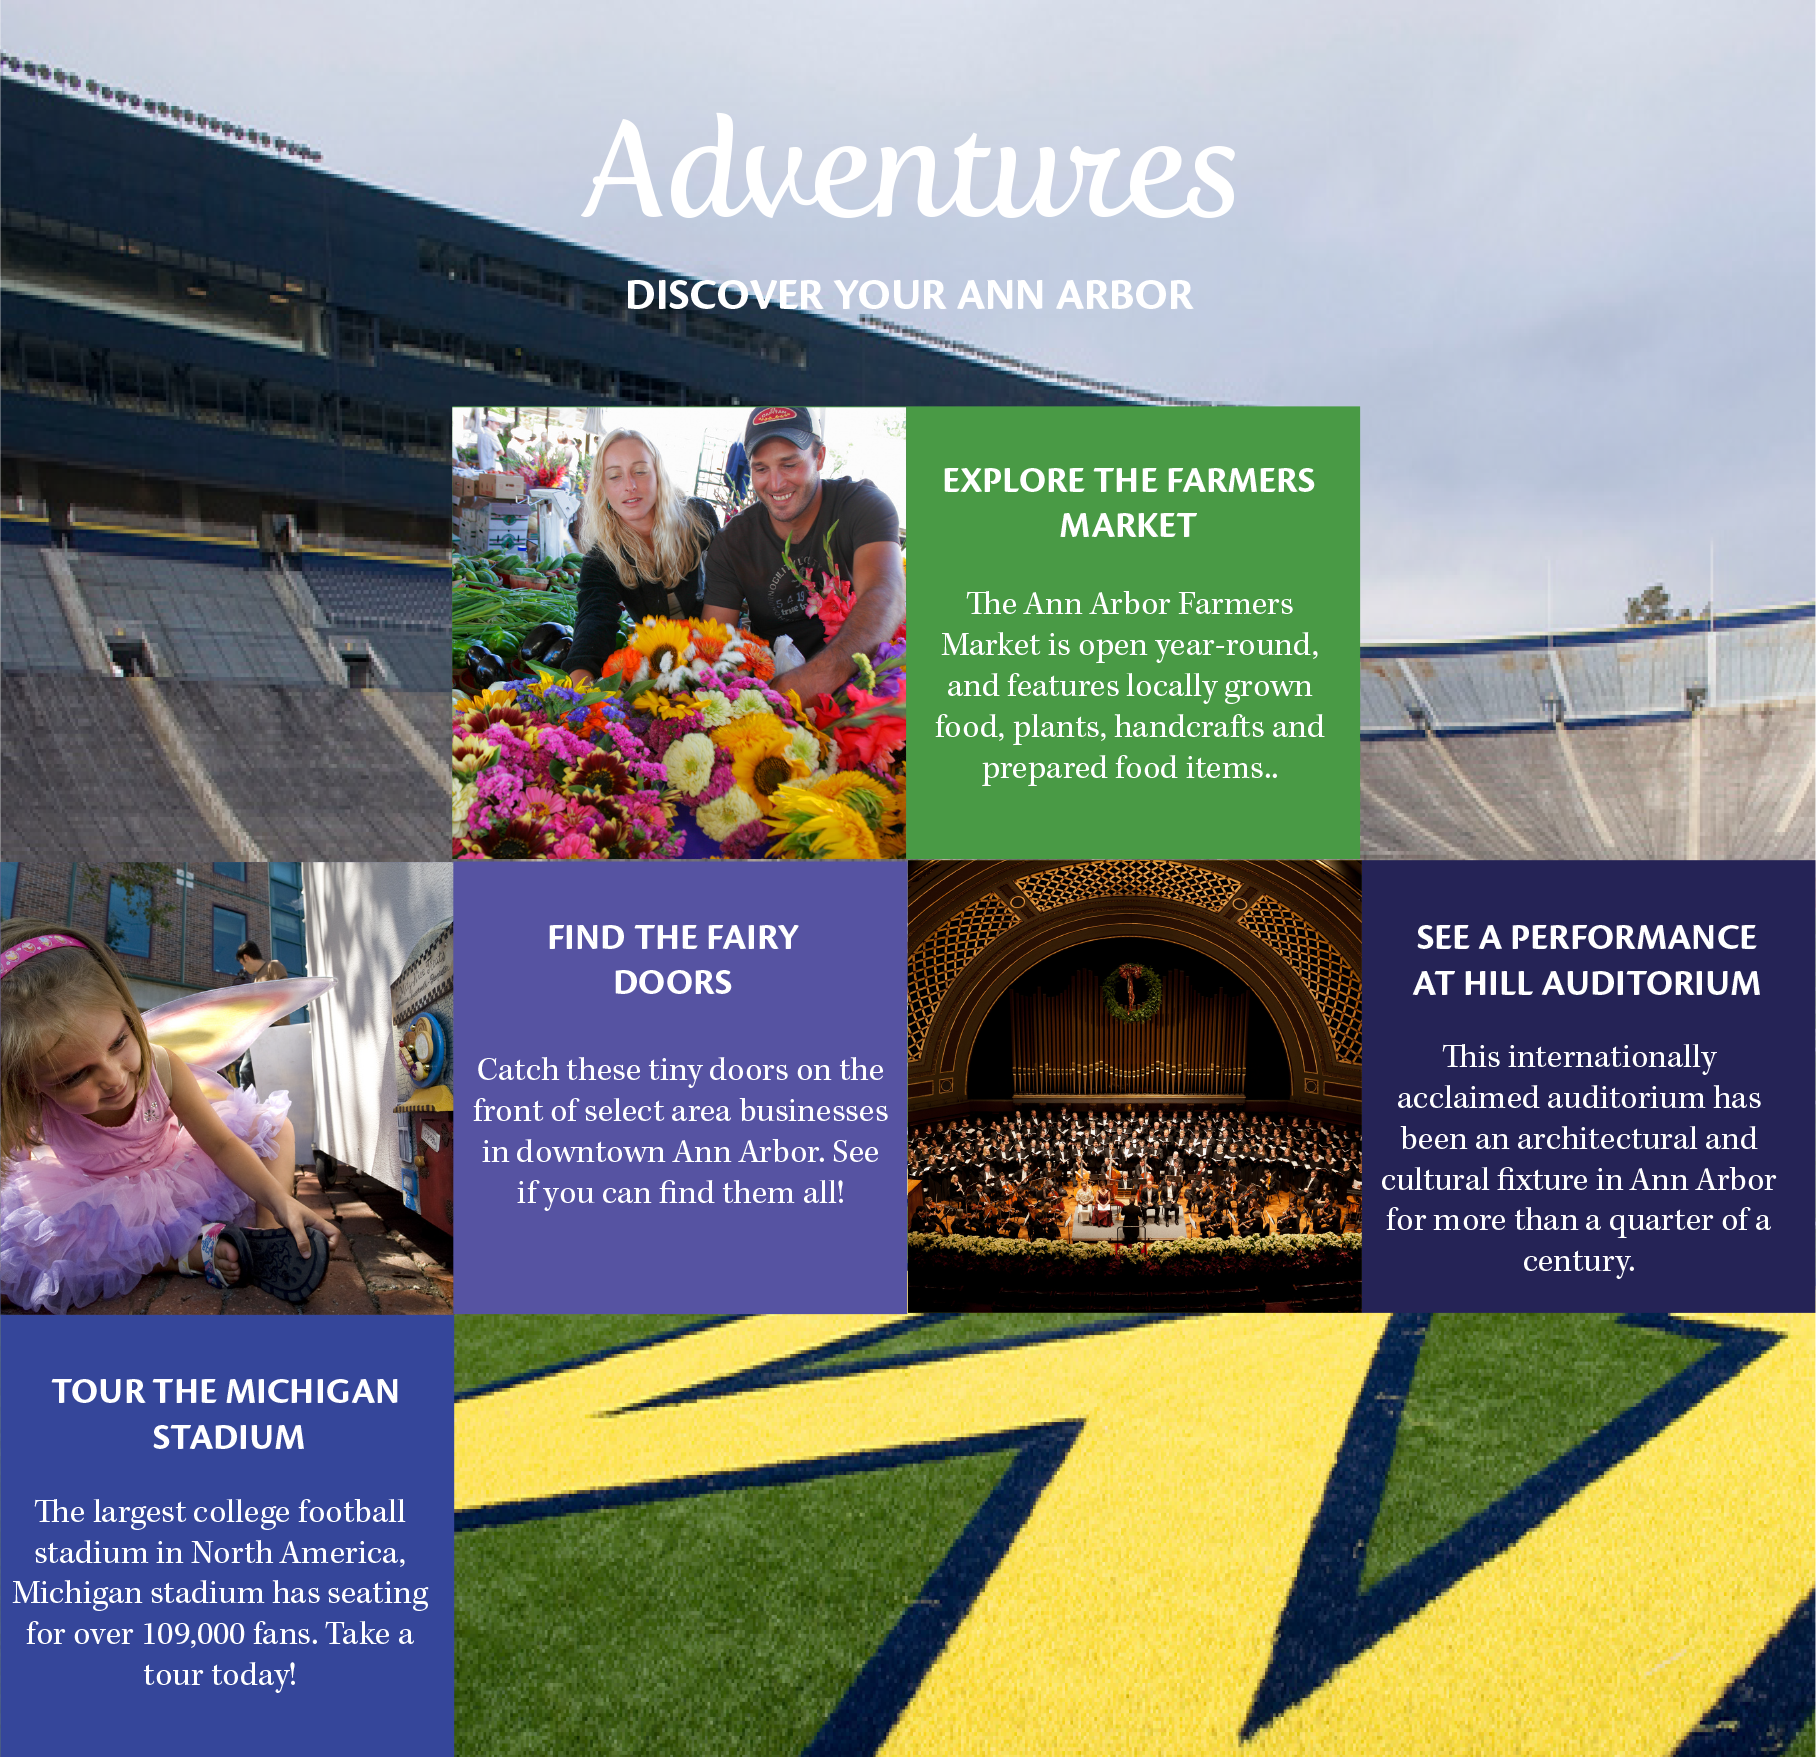 Adventures
DISCOVER YOUR ANN ARBOR
EXPLORE THE FARMERS
MARKET
The Ann Arbor Farmers
Market is open year-round,
and features locally grown
food, plants, handcrafts and
prepared food items..
FIND THE FAIRY
DOORS
Catch these tiny doors on the
front of select area businesses
in downtown Ann Arbor. See
if you can find them all!
SEE A PERFORMANCE
AT HILL AUDITORIUM
This internationally
acclaimed auditorium has
been an architectural and
cultural fixture in Ann Arbor
for more than a quarter of a
century.
TOUR THE MICHIGAN
STADIUM
The largest college football
stadium in North America,
Michigan stadium has seating
for over 109,000 fans. Take a
tour today!